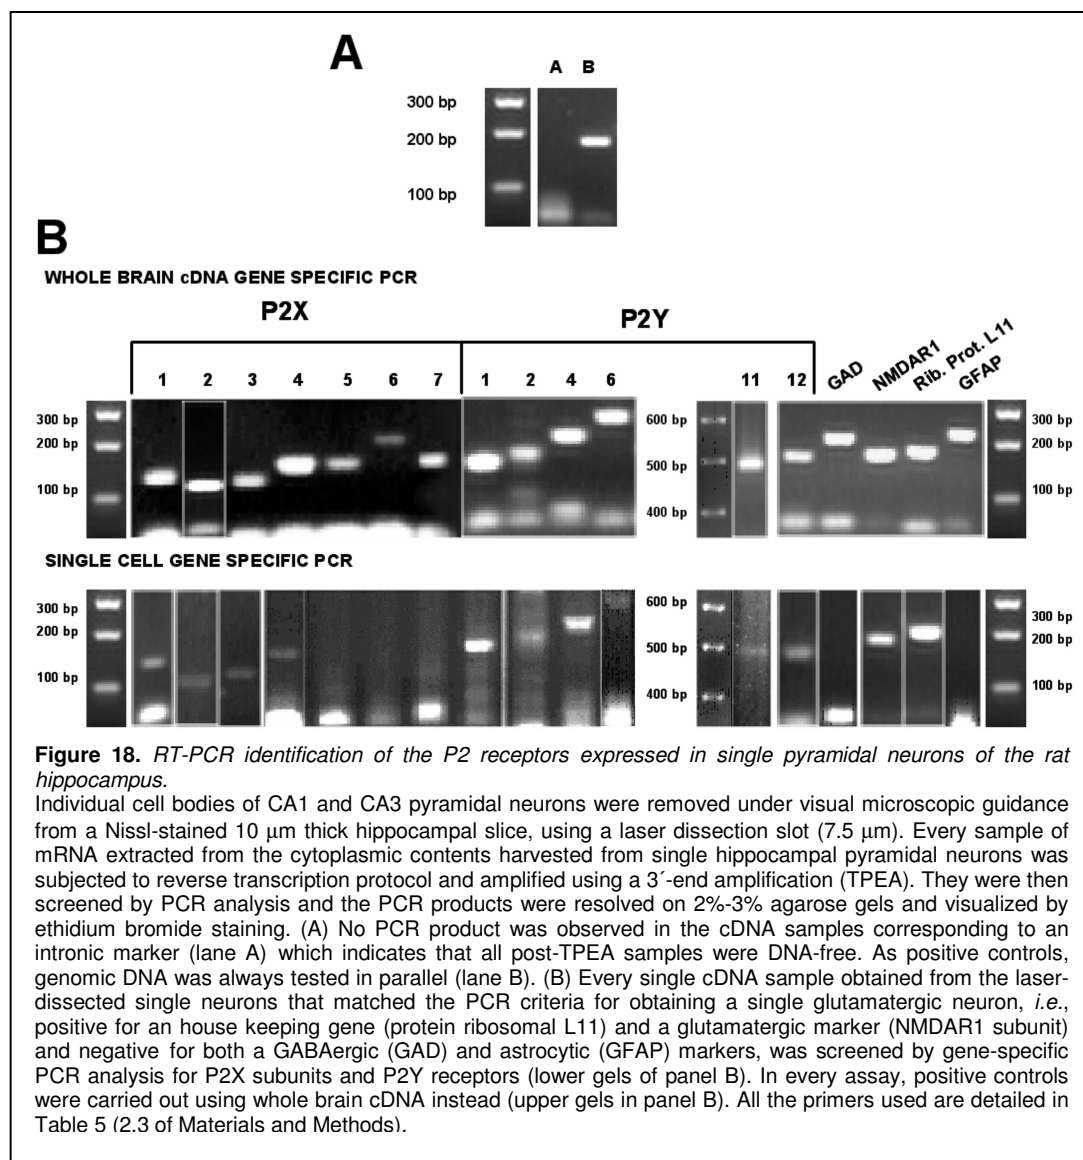 A
A B
300 bp
200 bp
100 bp
B
WHOLE BRAIN cDNA GENE SPECIFIC PCR
P2X
P2Y
1 2 3 4 5 6 7 1 2 4 6 11 12 GAD NMDAR1 Rib. Prot. L11 GFAP
300 bp 600 bp 300 bp
200 bp 500 bp 200 bp
100 bp 400 bp 100 bp
SINGLE CELL GENE SPECIFIC PCR
300 bp 600 bp 300 bp
200 bp 500 bp 200 bp
100 bp 400 bp 100 bp
Figure 18. RT-PCR identification of the P2 receptors expressed in single pyramidal neurons of the rat
hippocampus.
Individual cell bodies of CA1 and CA3 pyramidal neurons were removed under visual microscopic guidance
from a Nissl-stained 10 μm thick hippocampal slice, using a laser dissection slot (7.5 μm). Every sample of
mRNA extracted from the cytoplasmic contents harvested from single hippocampal pyramidal neurons was
subjected to reverse transcription protocol and amplified using a 3´-end amplification (TPEA). They were then
screened by PCR analysis and the PCR products were resolved on 2%-3% agarose gels and visualized by
ethidium bromide staining. (A) No PCR product was observed in the cDNA samples corresponding to an
intronic marker (lane A) which indicates that all post-TPEA samples were DNA-free. As positive controls,
genomic DNA was always tested in parallel (lane B). (B) Every single cDNA sample obtained from the laser-
dissected single neurons that matched the PCR criteria for obtaining a single glutamatergic neuron, i.e.,
positive for an house keeping gene (protein ribosomal L11) and a glutamatergic marker (NMDAR1 subunit)
and negative for both a GABAergic (GAD) and astrocytic (GFAP) markers, was screened by gene-specific
PCR analysis for P2X subunits and P2Y receptors (lower gels of panel B). In every assay, positive controls
were carried out using whole brain cDNA instead (upper gels in panel B). All the primers used are detailed in
Table 5 (2.3 of Materials and Methods).